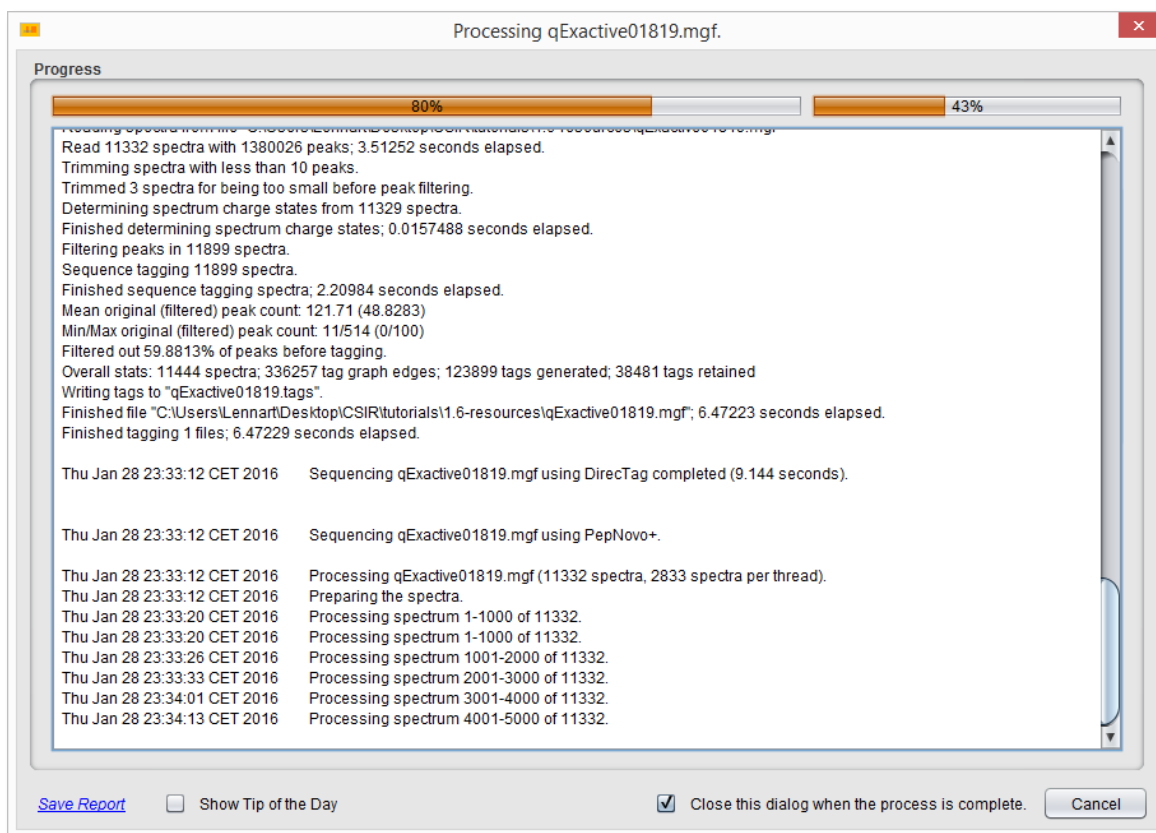 Processing qExactive01819.mgf.
Progress
80%
43%
Reading spectra from file "C:\Users\Lennart\Desktop\CSIR\tutorials\1.6-resources\qExactive01819.mgf"
Read 11332 spectra with 1380026 peaks; 3.51252 seconds elapsed.
Trimming spectra with less than 10 peaks.
Trimmed 3 spectra for being too small before peak filtering.
Determining spectrum charge states from 11329 spectra.
Finished determining spectrum charge states; 0.0157488 seconds elapsed.
Filtering peaks in 11899 spectra.
Sequence tagging 11899 spectra.
Finished sequence tagging spectra; 2.20984 seconds elapsed.
Mean original (filtered) peak count: 121.71 (48.8283)
Min/Max original (filtered) peak count: 11/514 (0/100)
Filtered out 59.8813% of peaks before tagging.
Overall stats: 11444 spectra; 336257 tag graph edges; 123899 tags generated; 38481 tags retained
Writing tags to "qExactive01819.tags".
Finished file "C:\Users\Lennart\Desktop\CSIR\tutorials\1.6-resources\qExactive01819.mgf"; 6.47223 seconds elapsed.
Finished tagging 1 files; 6.47229 seconds elapsed.
Thu Jan 28 23:33:12 CET 2016 Sequencing qExactive01819.mgf using DirecTag completed (9.144 seconds).
Thu Jan 28 23:33:12 CET 2016 Sequencing qExactive01819.mgf using PepNovo+.
Thu Jan 28 23:33:12 CET 2016 Processing qExactive01819.mgf (11332 spectra, 2833 spectra per thread).
Thu Jan 28 23:33:12 CET 2016 Preparing the spectra.
Thu Jan 28 23:33:20 CET 2016 Processing spectrum 1-1000 of 11332.
Thu Jan 28 23:33:20 CET 2016 Processing spectrum 1-1000 of 11332.
Thu Jan 28 23:33:26 CET 2016 Processing spectrum 1001-2000 of 11332.
Thu Jan 28 23:33:33 CET 2016 Processing spectrum 2001-3000 of 11332.
Thu Jan 28 23:34:01 CET 2016 Processing spectrum 3001-4000 of 11332.
Thu Jan 28 23:34:13 CET 2016 Processing spectrum 4001-5000 of 11332.
Save Report
Show Tip of the Day
Close this dialog when the process is complete.
Cancel